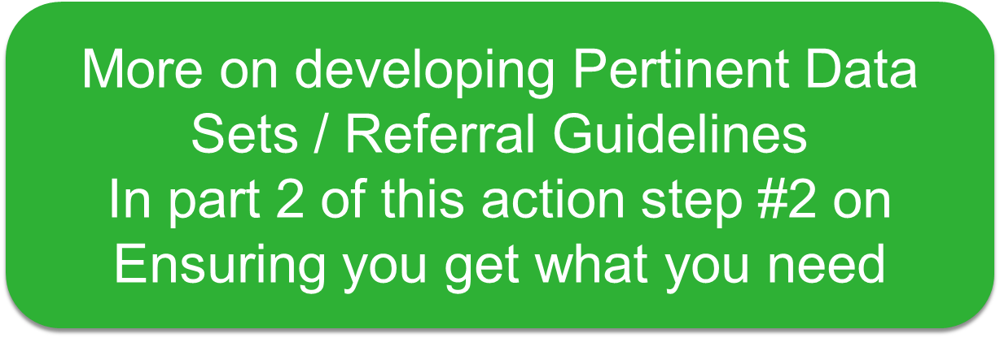 More on developing Pertinent Data
Sets / Referral Guidelines
In part 2 of this action step #2 on
Ensuring you get what you need